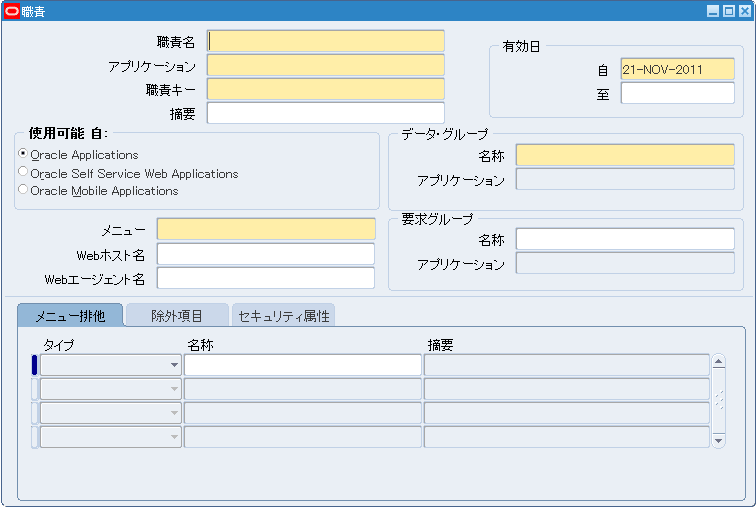 職責
職責名
アプリケーション
職責キー
摘要
有効日
自 21-NOV-2011
至
使用可能 自:
Oracle Applications
Oracle Self Service Web Applications
Oracle Mobile Applications
データ・グループ
名称
アプリケーション
メニュー
Webホスト名
Webエージェント名
要求グループ
名称
アプリケーション
メニュー排他 除外項目 セキュリティ属性
タイプ 名称 摘要